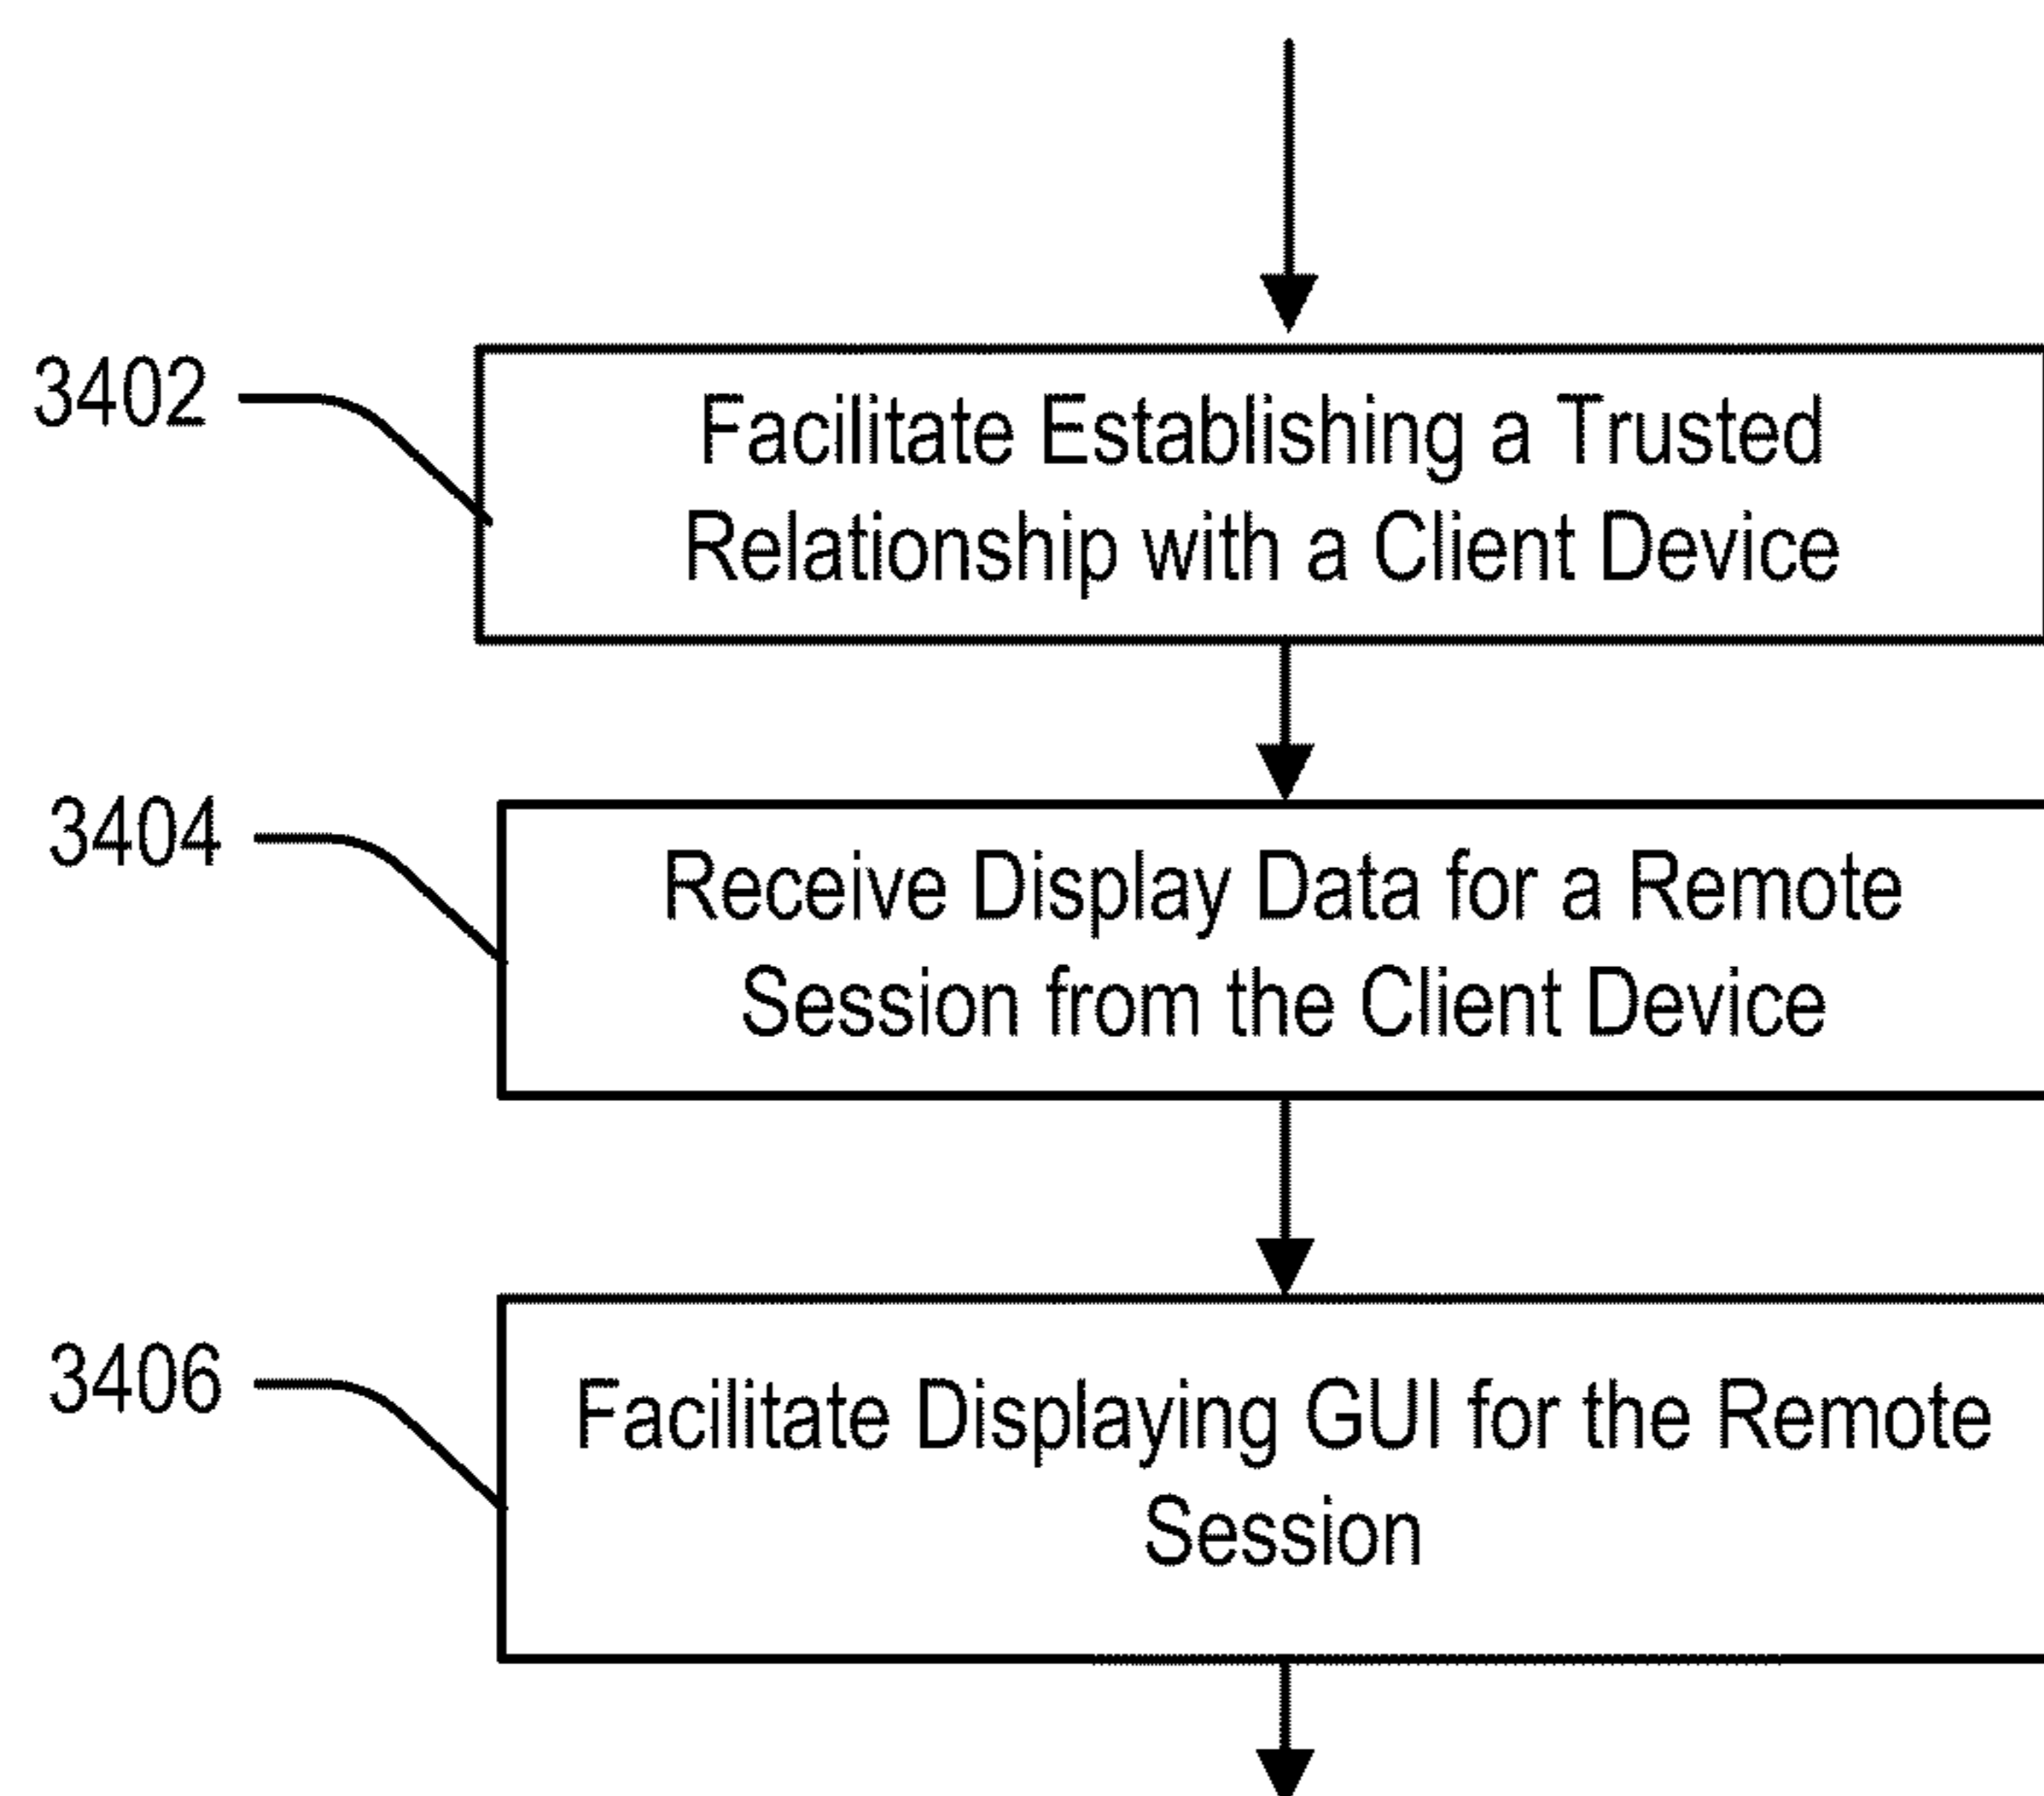 3402
Facilitate Establishing a Trusted
Relationship with a Client Device
3404
Receive Display Data for a Remote
Session from the Client Device
3406
Facilitate Displaying GUI for the Remote
Session